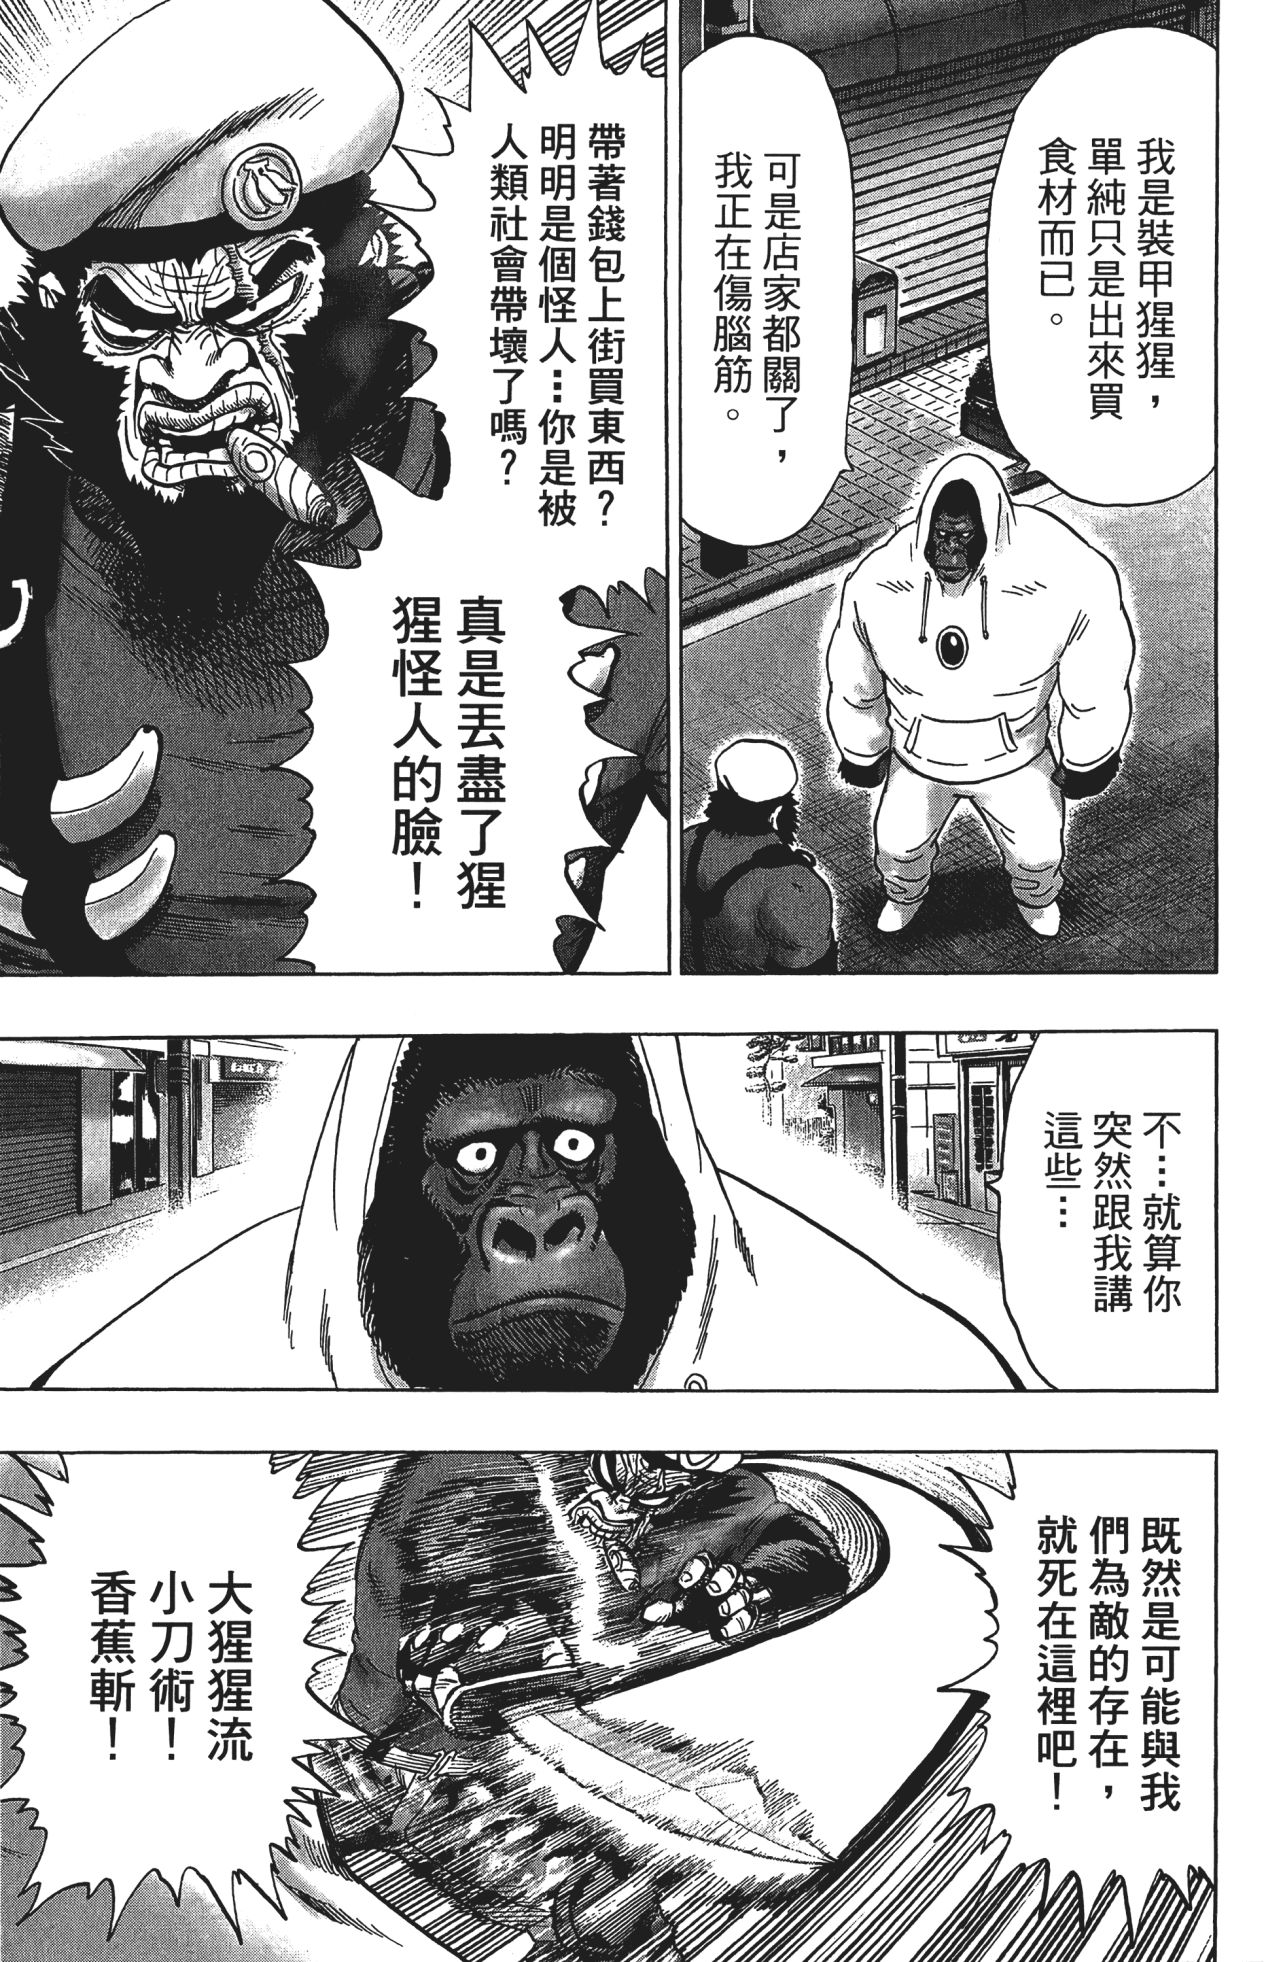 我是裝甲猩猩，
單純只是出來買
食材而已。
可是店家都關了，
我正在傷腦筋。
帶著錢包上街買東西？
明明是個怪人…你是被
人類社會帶壞了嗎？
真是丟盡了猩
猩怪人的臉！
不…就算你
突然跟我講
這些…
既然是可能與我
們為敵的存在，
就死在這裡吧！
大猩猩流
小刀術！
香蕉斬！